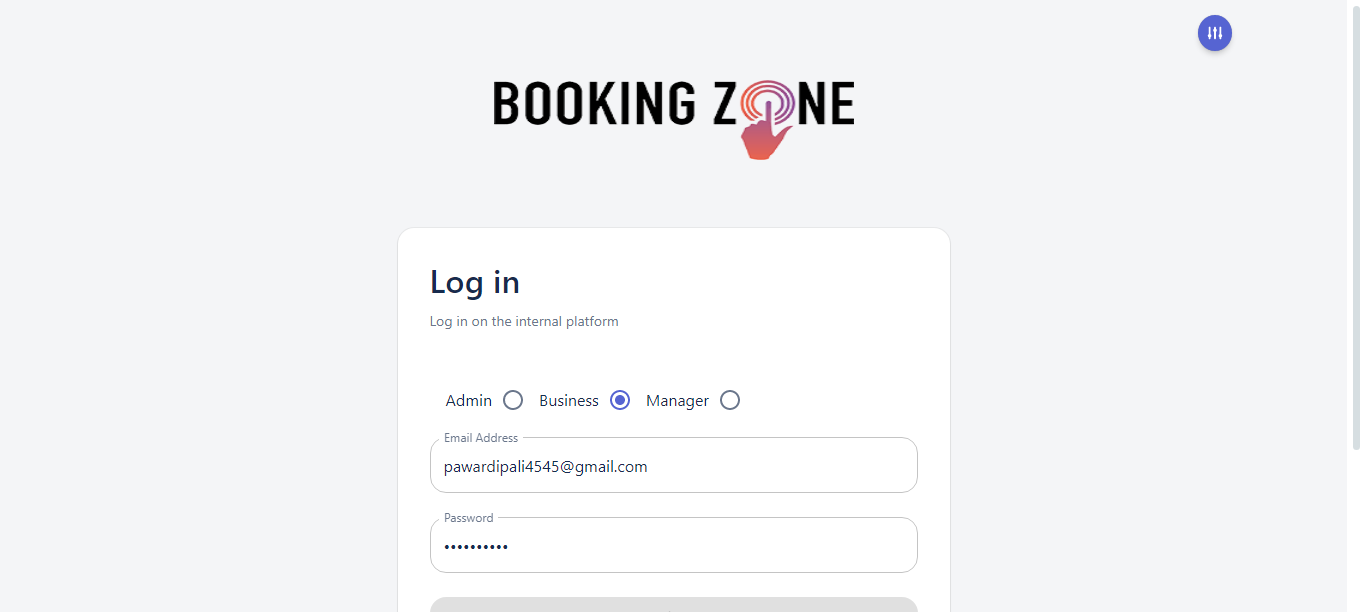 BOOKING ZONE
Log in
Log in on the internal platform
Admin Business Manager
Email Address
pawardipali4545@gmail.com
Password
••••••••••